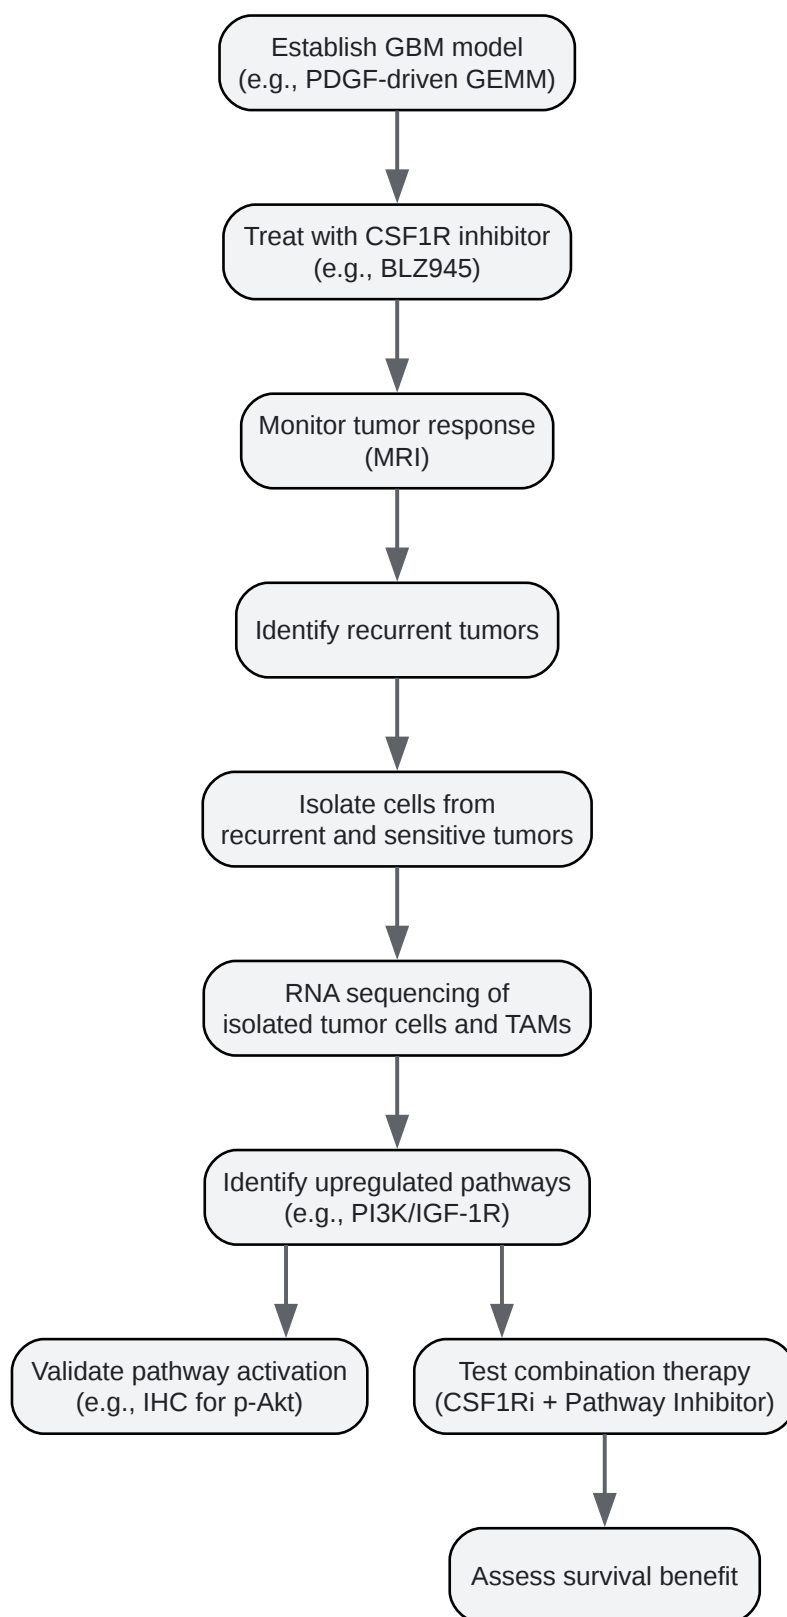 Establish GBM model
(e.g., PDGF-driven GEMM)
Treat with CSF1R inhibitor
(e.g., BLZ945)
Monitor tumor response
(MRI)
Identify recurrent tumors
Isolate cells from
recurrent and sensitive tumors
RNA sequencing of
isolated tumor cells and TAMs
Identify upregulated pathways
(e.g., PI3K/IGF-1R)
Validate pathway activation
(e.g., IHC for p-Akt)
Test combination therapy
(CSF1Ri + Pathway Inhibitor)
Assess survival benefit